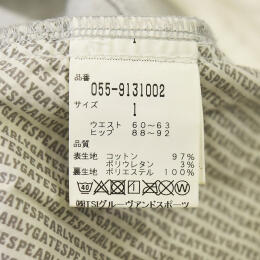 品番
055-9131002
サイズ
1
ウエスト 60~63
ヒップ 88~92
品質
表生地 コットン 97%
ポリウレタン 3%
裏生地 ポリエステル 100%
㈱TSIグルーヴアンドスポーツ
PEARLYGATES